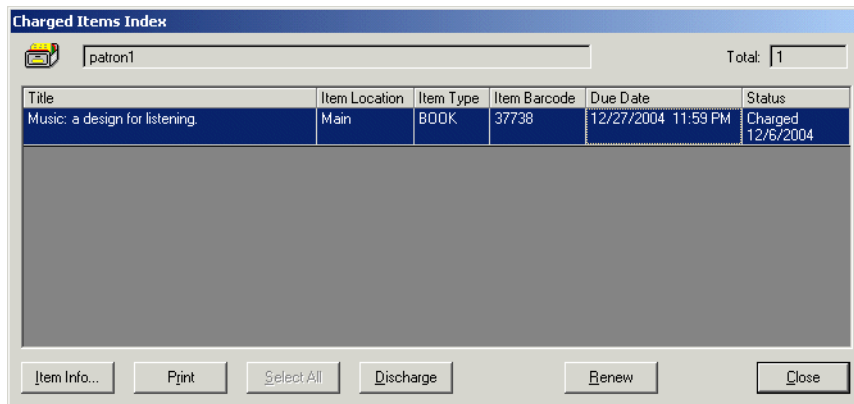 Charged Items Index
patron1 Total: 1
Title Item Location Item Type Item Barcode Due Date Status
Music: a design for listening. Main BOOK 37738 12/27/2004 11:59 PM Charged
12/6/2004
Item Info... Print Select All Discharge Renew Close